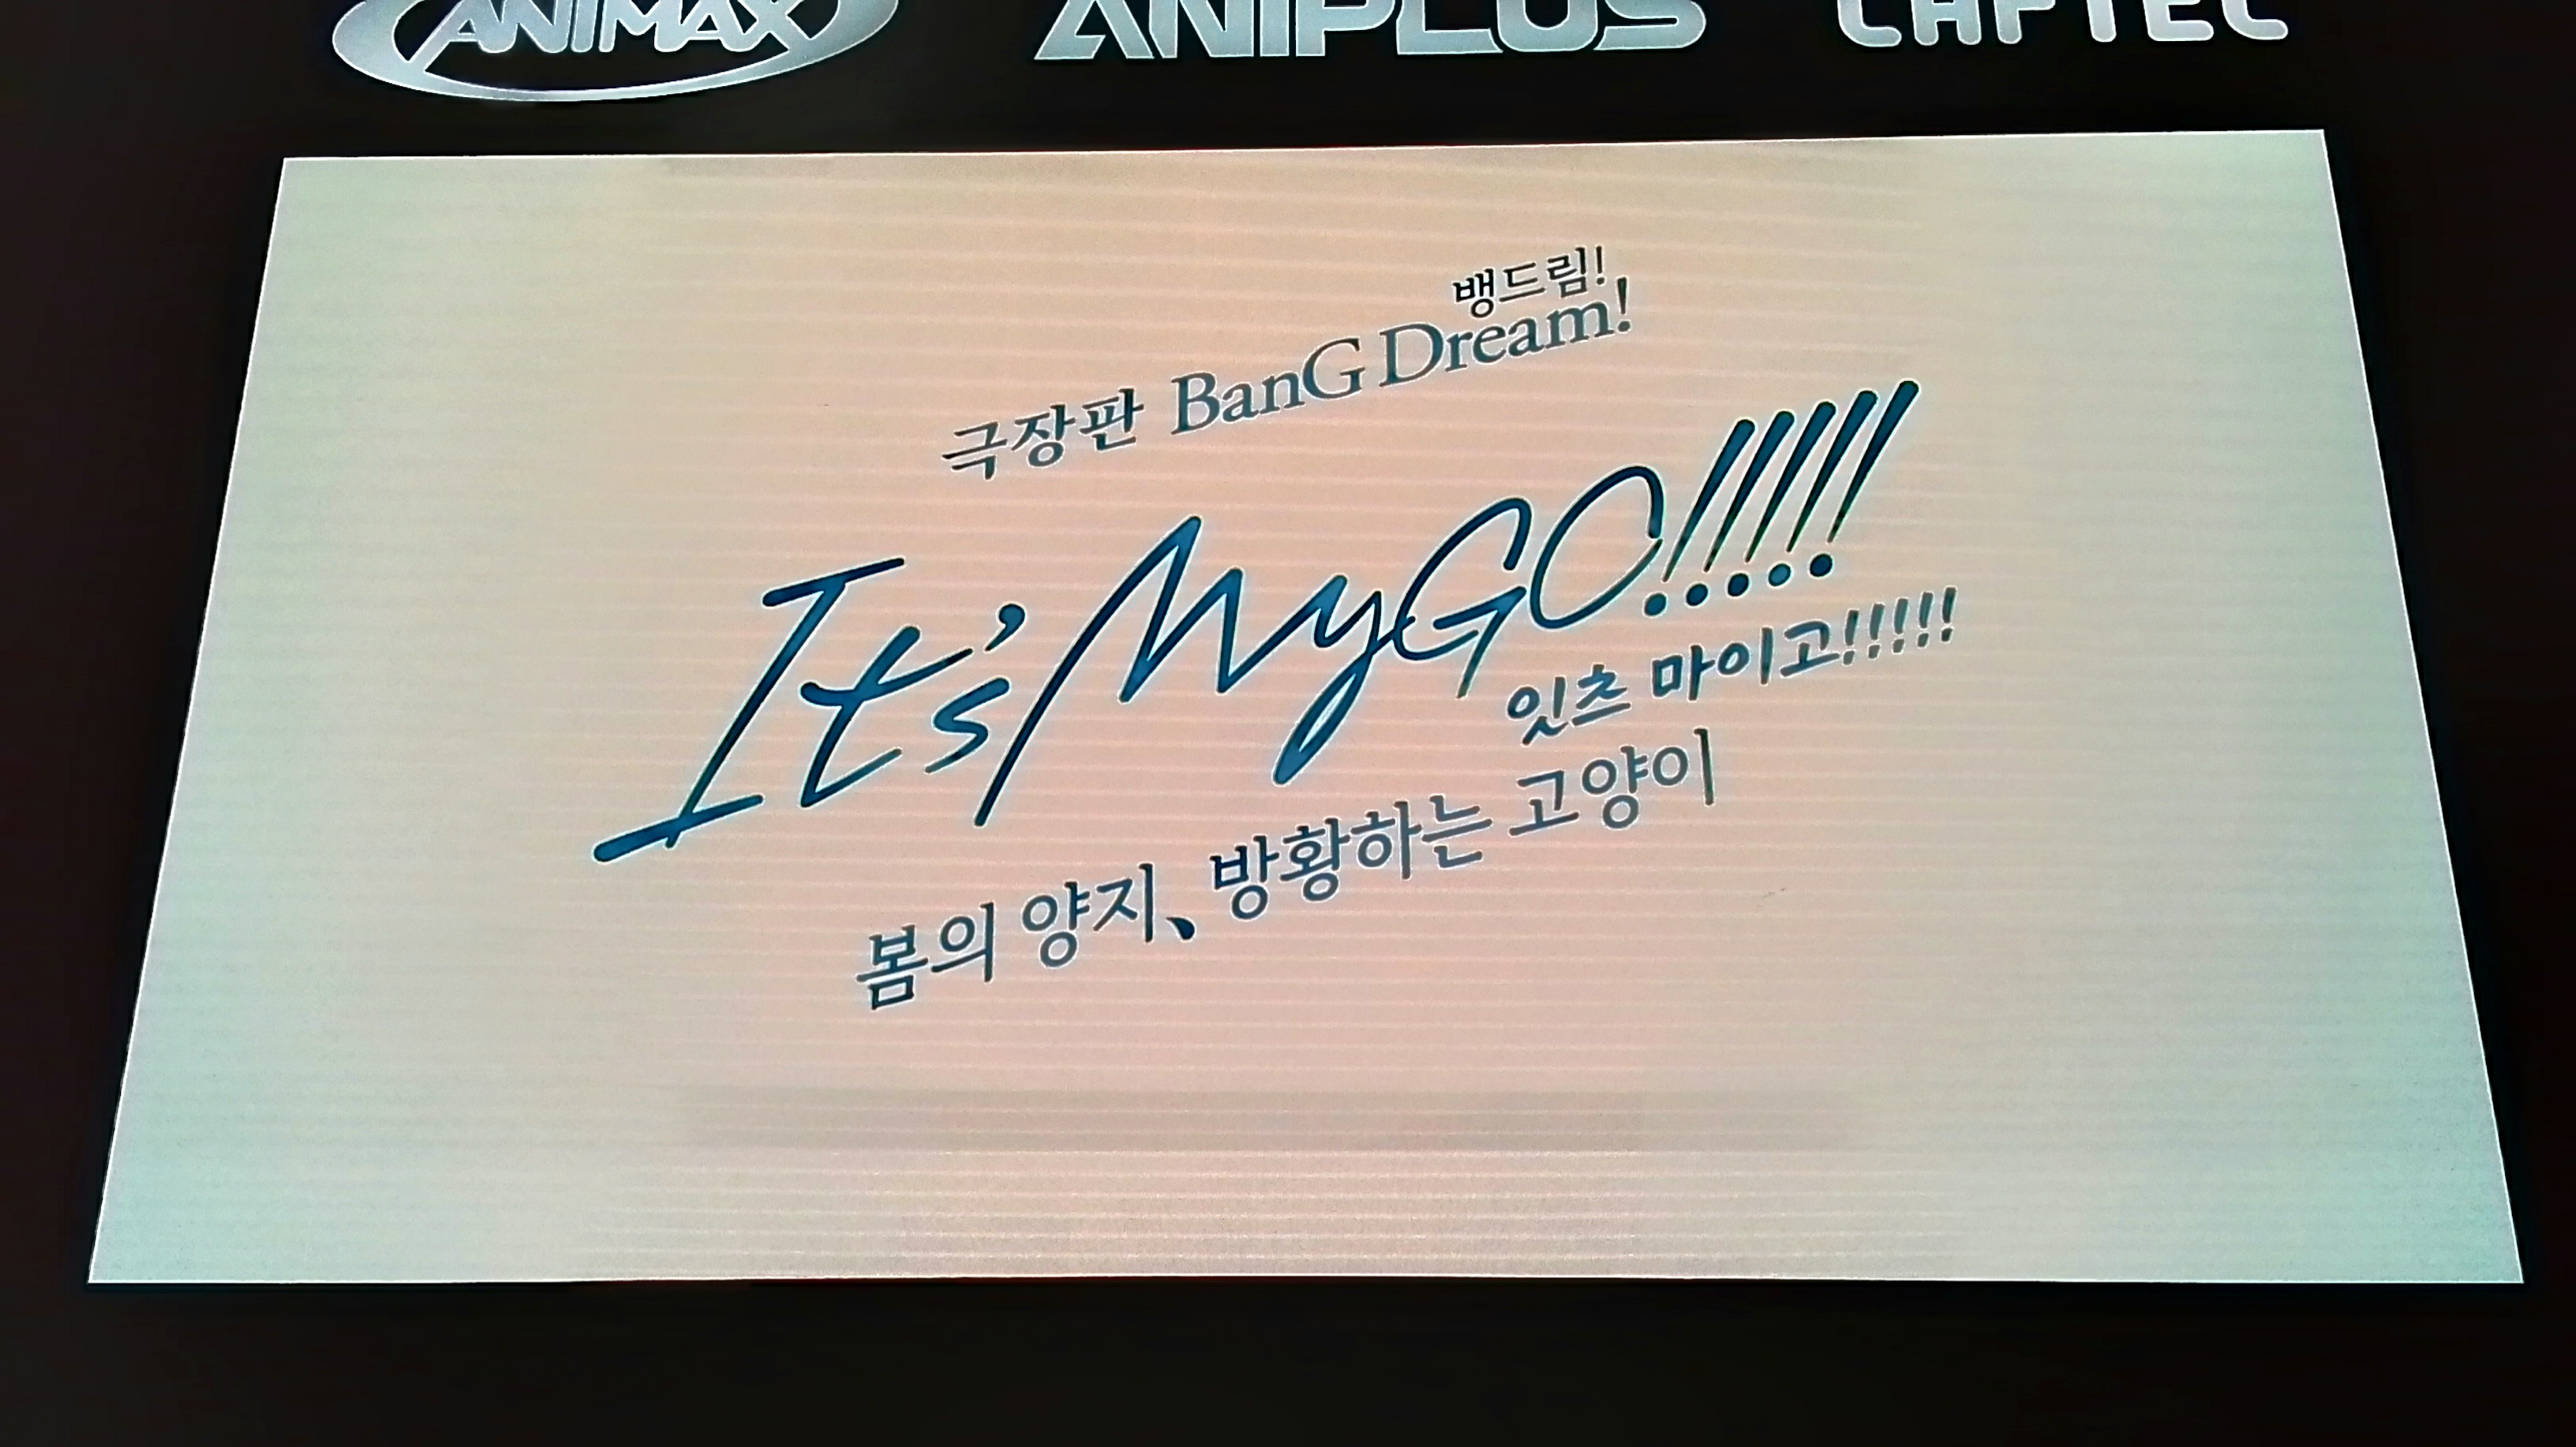 ANIMAX ANIPLUS LAFTEL
뱅드림!
극장판 BanG Dream!
It's MyGO!!!!!
잇츠 마이고!!!!!
봄의 양지、방황하는 고양이